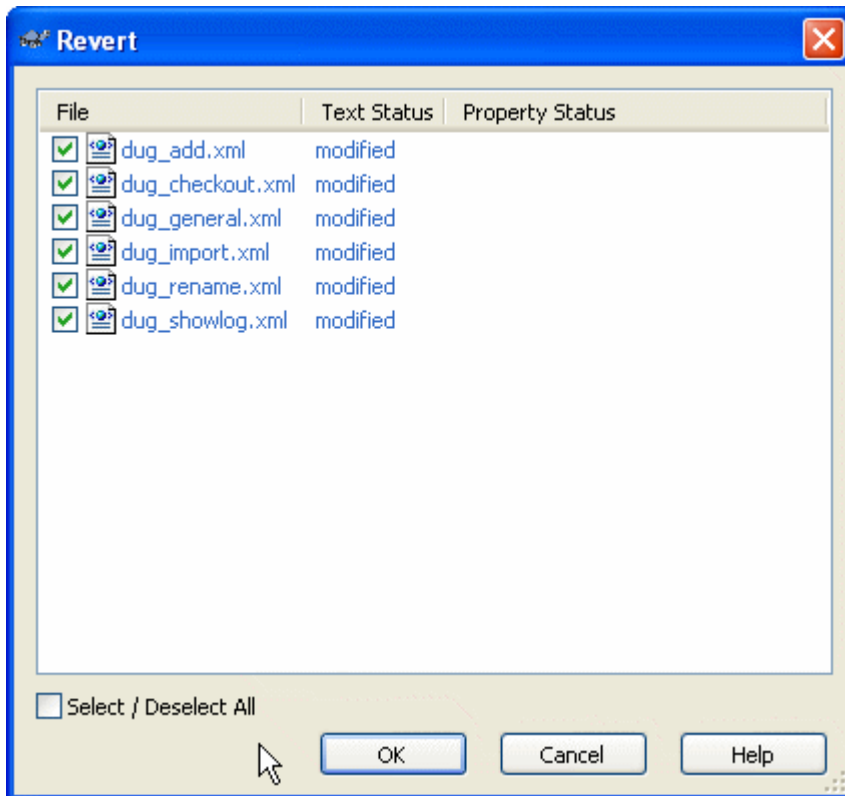 Revert
File Text Status Property Status
dug_add.xml modified
dug_checkout.xml modified
dug_general.xml modified
dug_import.xml modified
dug_rename.xml modified
dug_showlog.xml modified
Select / Deselect All
OK Cancel Help